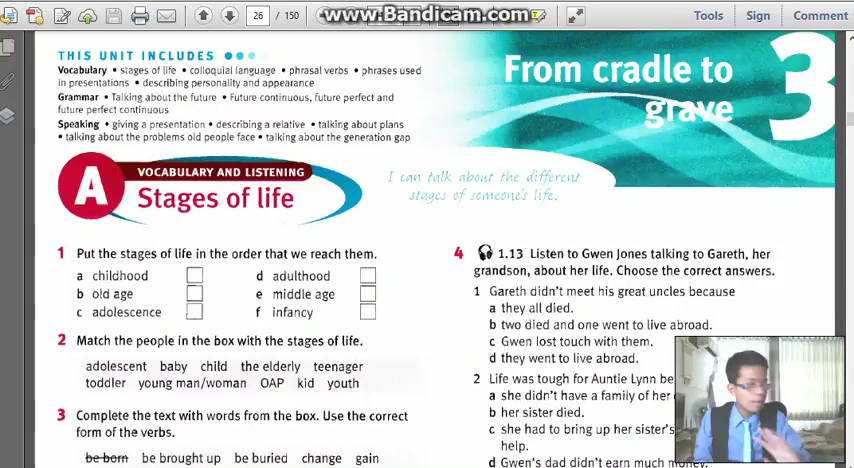 26 / 150
www.Bandicam.com
Tools Sign Comment
THIS UNIT INCLUDES
Vocabulary • stages of life • colloquial language • phrasal verbs • phrases used
in presentations • describing personality and appearance
Grammar • Talking about the future • Future continuous, future perfect and
future perfect continuous
Speaking • giving a presentation • describing a relative • talking about plans
• talking about the problems old people face • talking about the generation gap
From cradle to
grave
3
A
VOCABULARY AND LISTENING
Stages of life
I can talk about the different
stages of someone's life.
1 Put the stages of life in the order that we reach them.
a childhood d adulthood
b old age e middle age
c adolescence f infancy
2 Match the people in the box with the stages of life.
adolescent baby child the elderly teenager
toddler young man/woman OAP kid youth
3 Complete the text with words from the box. Use the correct
form of the verbs.
be born be brought up be buried change gain
4 1.13 Listen to Gwen Jones talking to Gareth, her
grandson, about her life. Choose the correct answers.
1 Gareth didn't meet his great uncles because
a they all died.
b two died and one went to live abroad.
c Gwen lost touch with them.
d they went to live abroad.
2 Life was tough for Auntie Lynn be
a she didn't have a family of her
b her sister died.
c she had to bring up her sister's
help.
d Gwen's dad didn't earn much money.